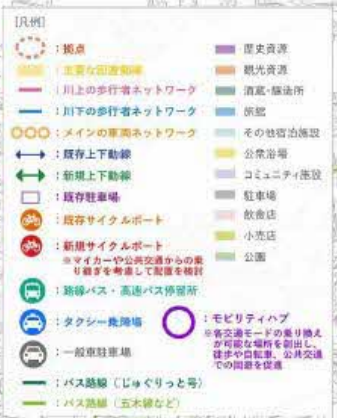 [凡例]
：拠点
：主要な回遊動線
：川上の歩行者ネットワーク
：川下の歩行者ネットワーク
：メインの車両ネットワーク
：既存上下動線
：新規上下動線
：既存駐車場
：既存サイクルポート
：新規サイクルポート
※マイカーや公共交通からの乗
り継ぎを考慮して配置を検討
：路線バス・高速バス停留所
：タクシー乗降場
：一般車駐車場
：バス路線（じゅぐりっと号）
：バス路線（五木線など）
歴史資源
観光資源
酒蔵・醸造所
旅館
その他宿泊施設
公衆浴場
コミュニティ施設
駐車場
飲食店
小売店
公園
：モビリティハブ
※各交通モードの乗り換え
が可能な場所を創出し、
徒歩や自転車、公共交通
での回遊を促進